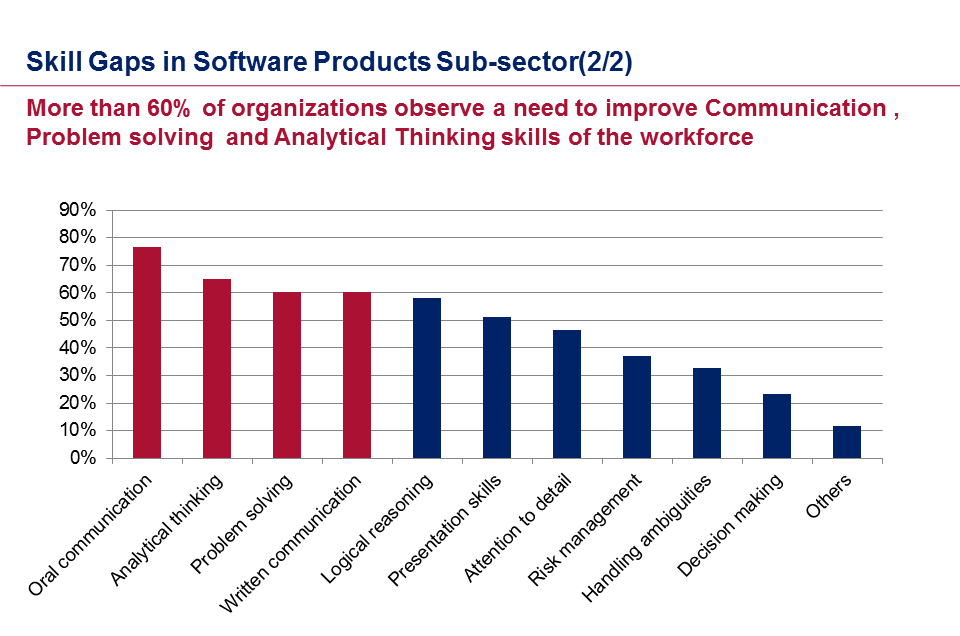 Skill Gaps in Software Products Sub-sector(2/2)
More than 60% of organizations observe a need to improve Communication ,
Problem solving and Analytical Thinking skills of the workforce
90%
80%
70%
60%
50%
40%
30%
20%
10%
0%
Oral communication
Analytical thinking
Problem solving
Written communication
Logical reasoning
Presentation skills
Attention to detail
Risk management
Handling ambiguities
Decision making
Others